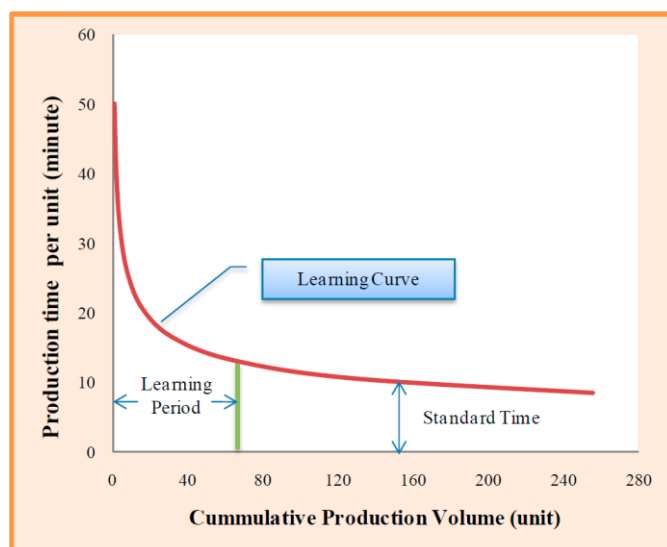 60
50
40
30
20
10
0
Production time per unit (minute)
Learning Curve
Learning
Period
Standard Time
0 40 80 120 160 200 240 280
Cummulative Production Volume (unit)